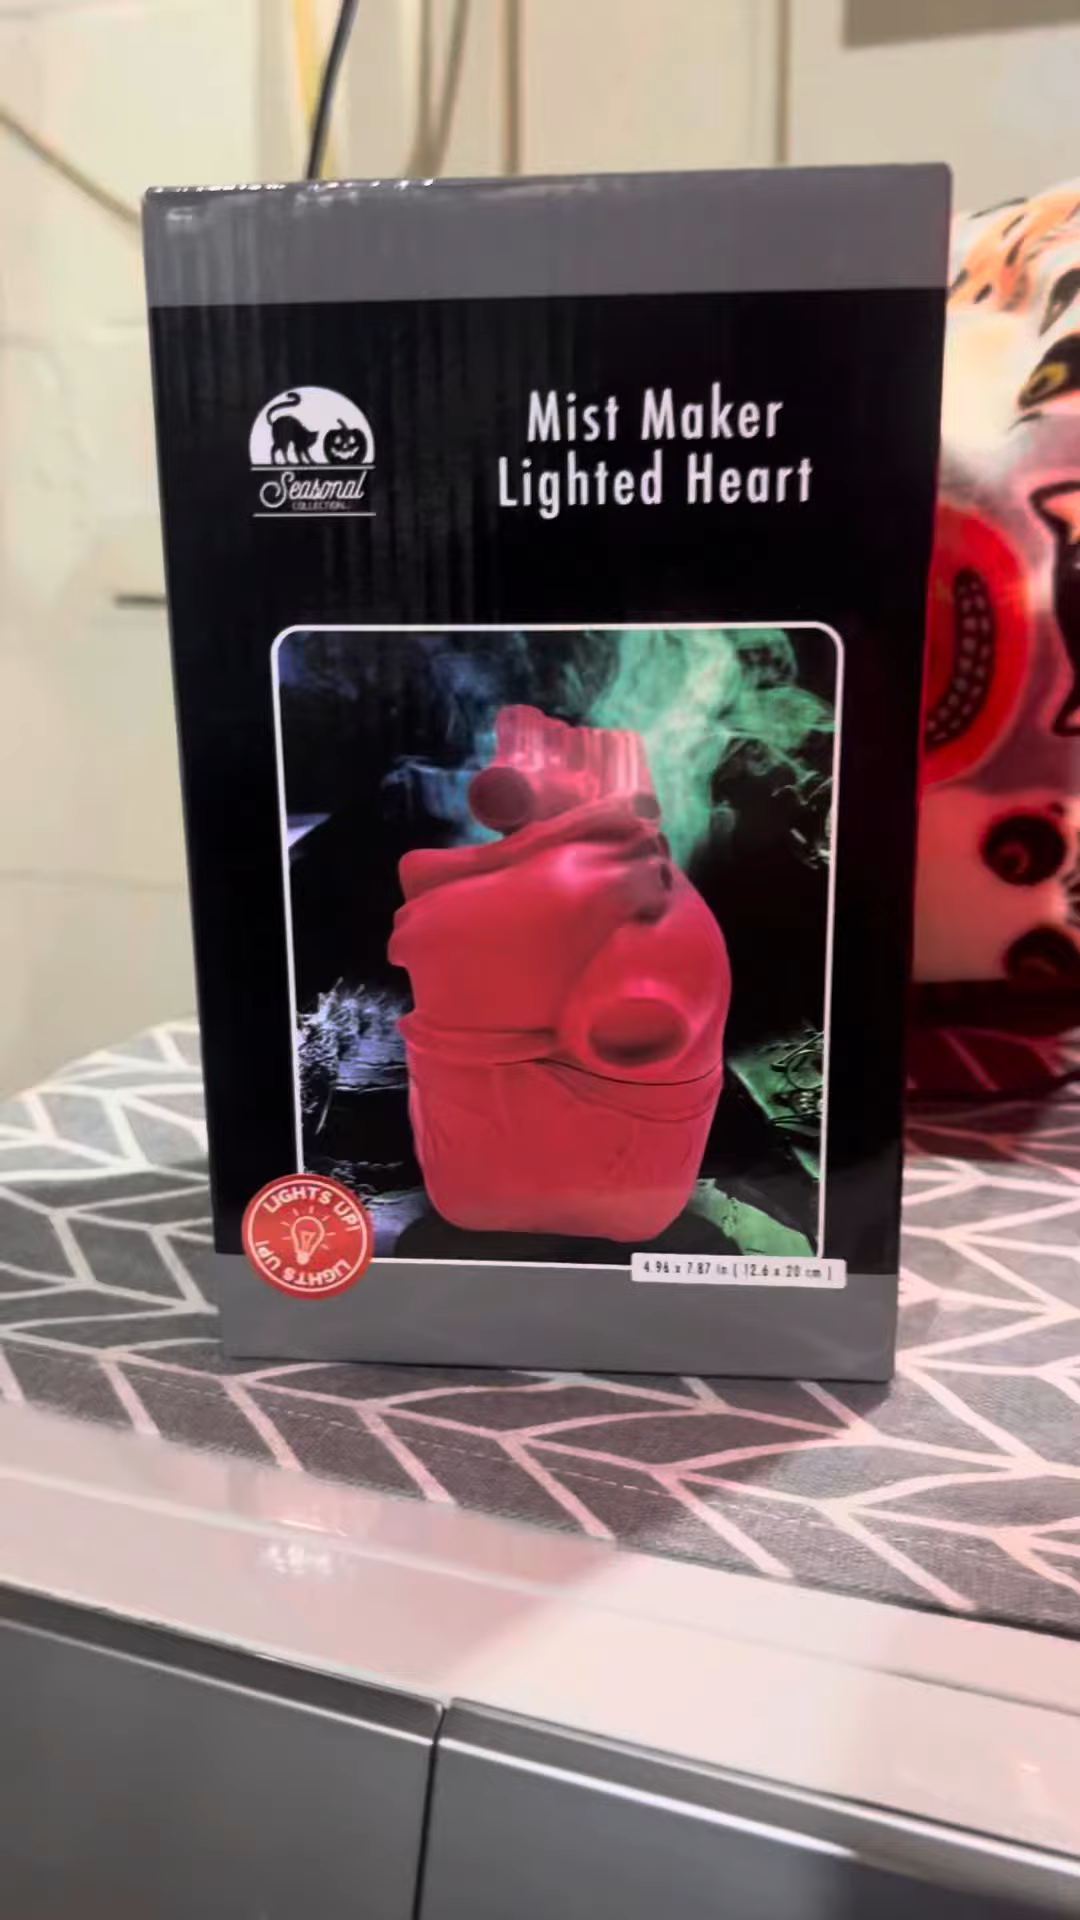 Mist Maker
Lighted Heart
Seasonal
COLLECTION
LIGHTS UP!
LIGHTS UP!
4.96 x 7.87 in ( 12.6 x 20 cm )